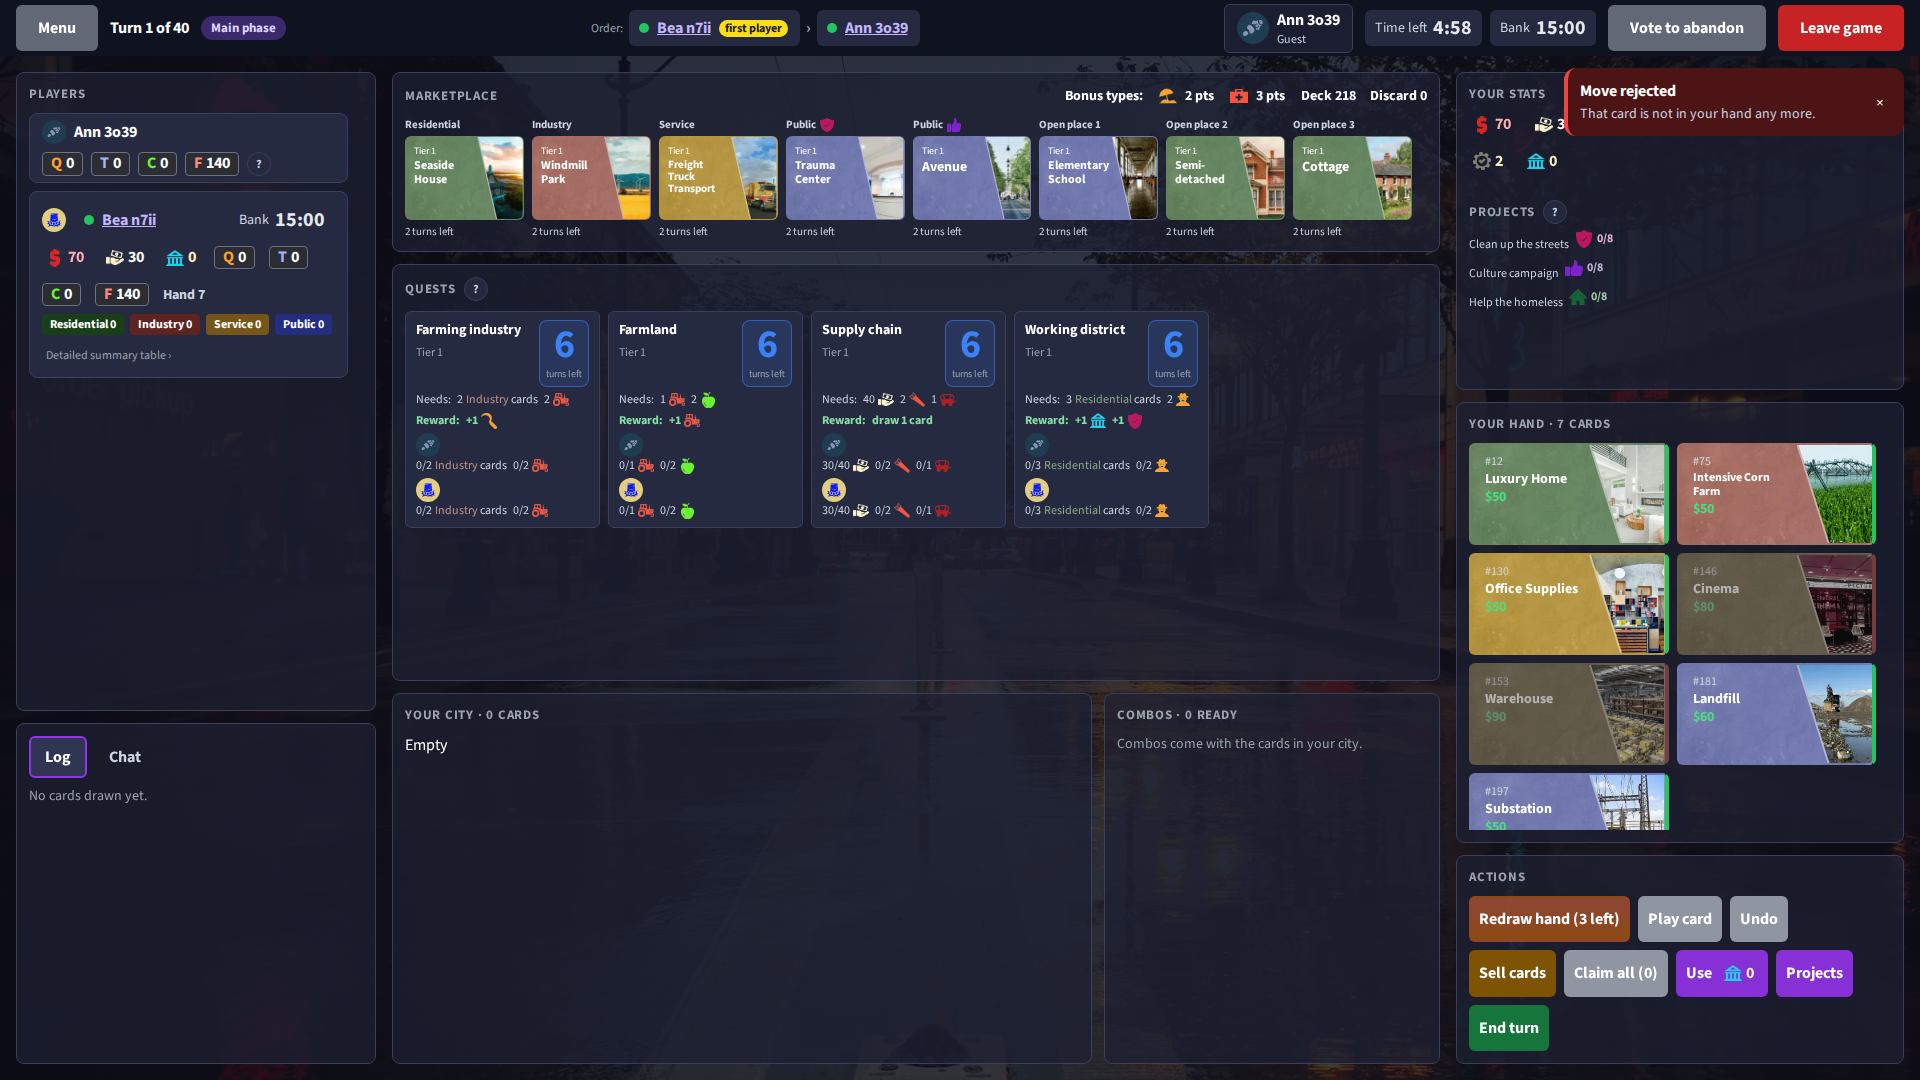 Menu
Turn 1 of 40
Main phase
Order:
Bea n7ii first player › Ann 3o39
Ann 3o39
Guest
Time left 4:58
Bank 15:00
Vote to abandon
Leave game
PLAYERS
Ann 3o39
Q 0 T 0 C 0 F 140 ?
Bea n7ii
Bank 15:00
70 30 0 Q 0 T 0
C 0 F 140 Hand 7
Residential 0 Industry 0 Service 0 Public 0
Detailed summary table ›
Log
Chat
No cards drawn yet.
MARKETPLACE
Bonus types: 2 pts 3 pts Deck 218 Discard 0
Residential
Tier 1
Seaside
House
2 turns left
Industry
Tier 1
Windmill
Park
2 turns left
Service
Tier 1
Freight
Truck
Transport
2 turns left
Public
Tier 1
Trauma
Center
2 turns left
Public
Tier 1
Avenue
2 turns left
Open place 1
Tier 1
Elementary
School
2 turns left
Open place 2
Tier 1
Semi-
detached
2 turns left
Open place 3
Tier 1
Cottage
2 turns left
QUESTS ?
Farming industry
Tier 1
6
turns left
Needs: 2 Industry cards 2
Reward: +1
0/2 Industry cards 0/2
0/2 Industry cards 0/2
Farmland
Tier 1
6
turns left
Needs: 1 2
Reward: +1
0/1 0/2
0/1 0/2
Supply chain
Tier 1
6
turns left
Needs: 40 2 1
Reward: draw 1 card
30/40 0/2 0/1
30/40 0/2 0/1
Working district
Tier 1
6
turns left
Needs: 3 Residential cards 2
Reward: +1 +1
0/3 Residential cards 0/2
0/3 Residential cards 0/2
YOUR CITY · 0 CARDS
Empty
COMBOS · 0 READY
Combos come with the cards in your city.
YOUR STATS
70 3
2 0
Move rejected
That card is not in your hand any more.
×
PROJECTS ?
Clean up the streets 0/8
Culture campaign 0/8
Help the homeless 0/8
YOUR HAND · 7 CARDS
#12
Luxury Home
$50
#75
Intensive Corn
Farm
$50
#130
Office Supplies
$50
#146
Cinema
$80
#153
Warehouse
$90
#181
Landfill
$60
#197
Substation
$50
ACTIONS
Redraw hand (3 left)
Play card
Undo
Sell cards
Claim all (0)
Use 0
Projects
End turn